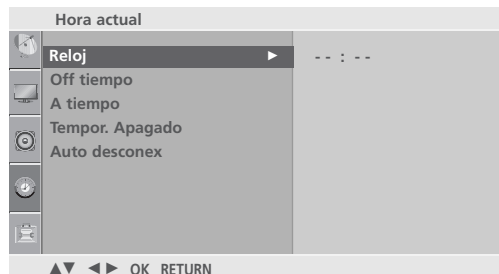 Hora actual
Reloj ► -- : --
Off tiempo
A tiempo
Tempor. Apagado
Auto desconex
▲▼ ◄► OK RETURN